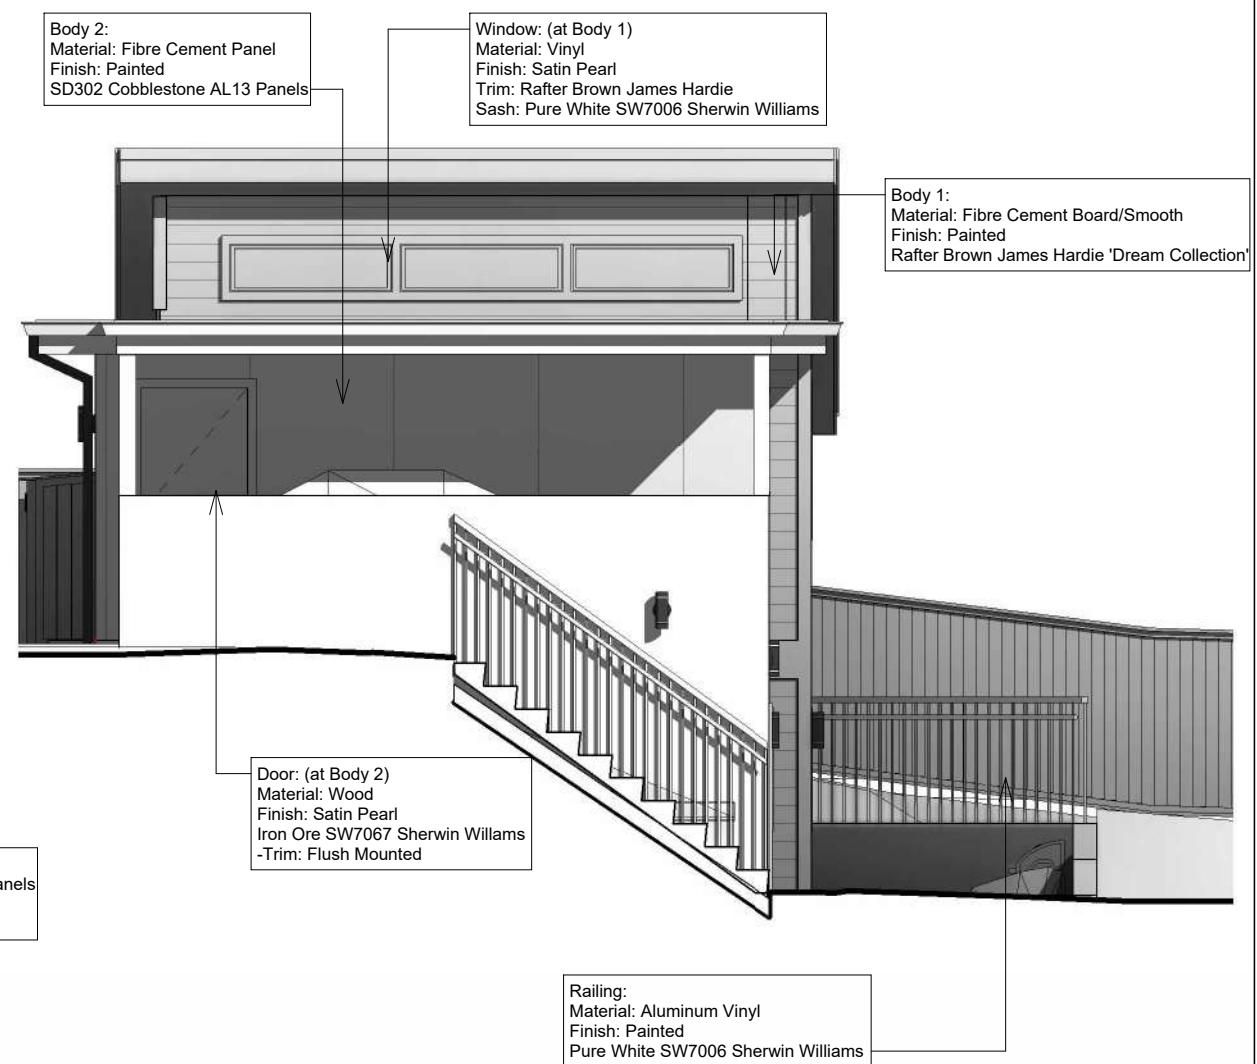 Body 2:
Material: Fibre Cement Panel
Finish: Painted
SD302 Cobblestone AL13 Panels
Window: (at Body 1)
Material: Vinyl
Finish: Satin Pearl
Trim: Rafter Brown James Hardie
Sash: Pure White SW7006 Sherwin Williams
Body 1:
Material: Fibre Cement Board/Smooth
Finish: Painted
Rafter Brown James Hardie 'Dream Collection'
Door: (at Body 2)
Material: Wood
Finish: Satin Pearl
Iron Ore SW7067 Sherwin Willams
-Trim: Flush Mounted
anels
Railing:
Material: Aluminum Vinyl
Finish: Painted
Pure White SW7006 Sherwin Williams